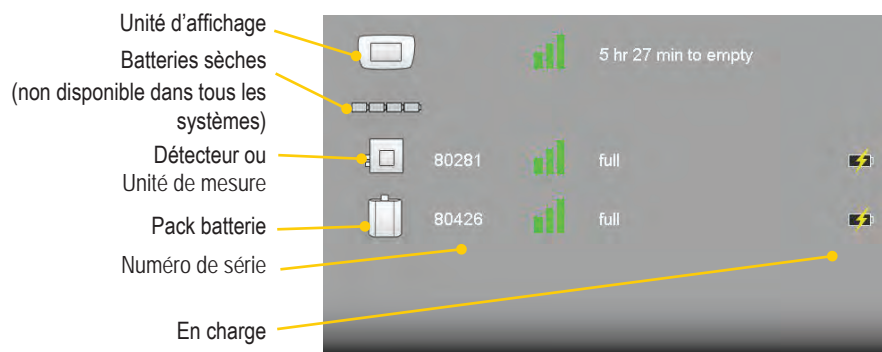 Unité d’affichage
5 hr 27 min to empty
Batteries sèches
(non disponible dans tous les
systèmes)
Détecteur ou
Unité de mesure
80281 full
Pack batterie
80426 full
Numéro de série
En charge